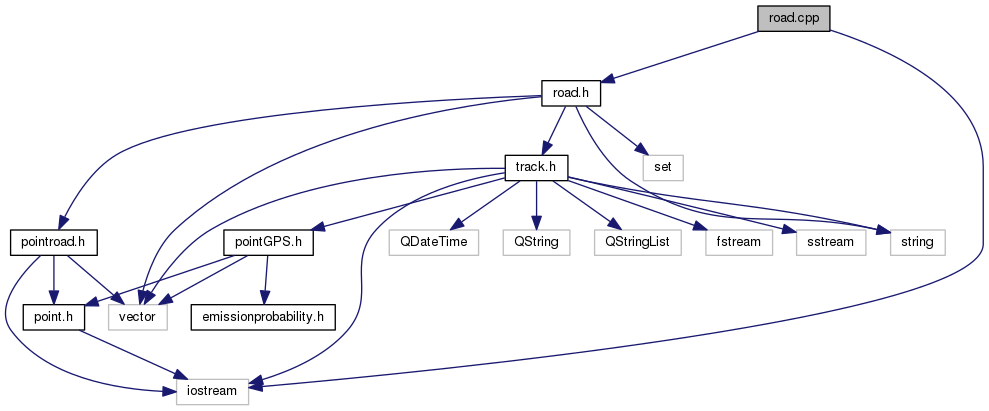 road.cpp
road.h
track.h
set
pointroad.h
pointGPS.h
QDateTime
QString
QStringList
fstream
sstream
string
point.h
vector
emissionprobability.h
iostream